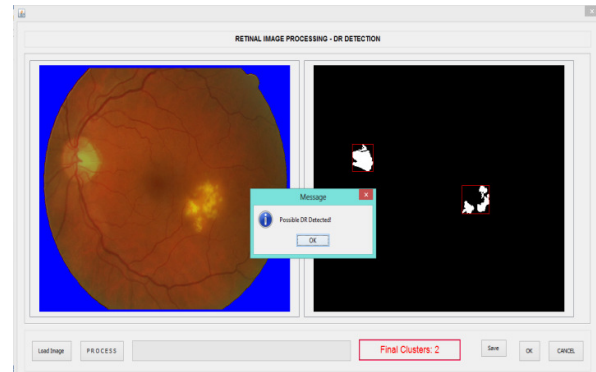 RETINAL IMAGE PROCESSING - DR DETECTION
Message
Possible DR Detected!
OK
Load Image
PROCESS
Final Clusters: 2
Save
OK
CANCEL